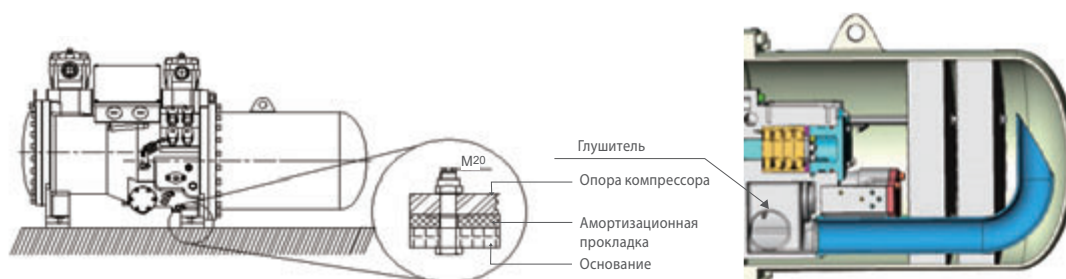 M20
Глушитель
Опора компрессора
Амортизационная
прокладка
Основание